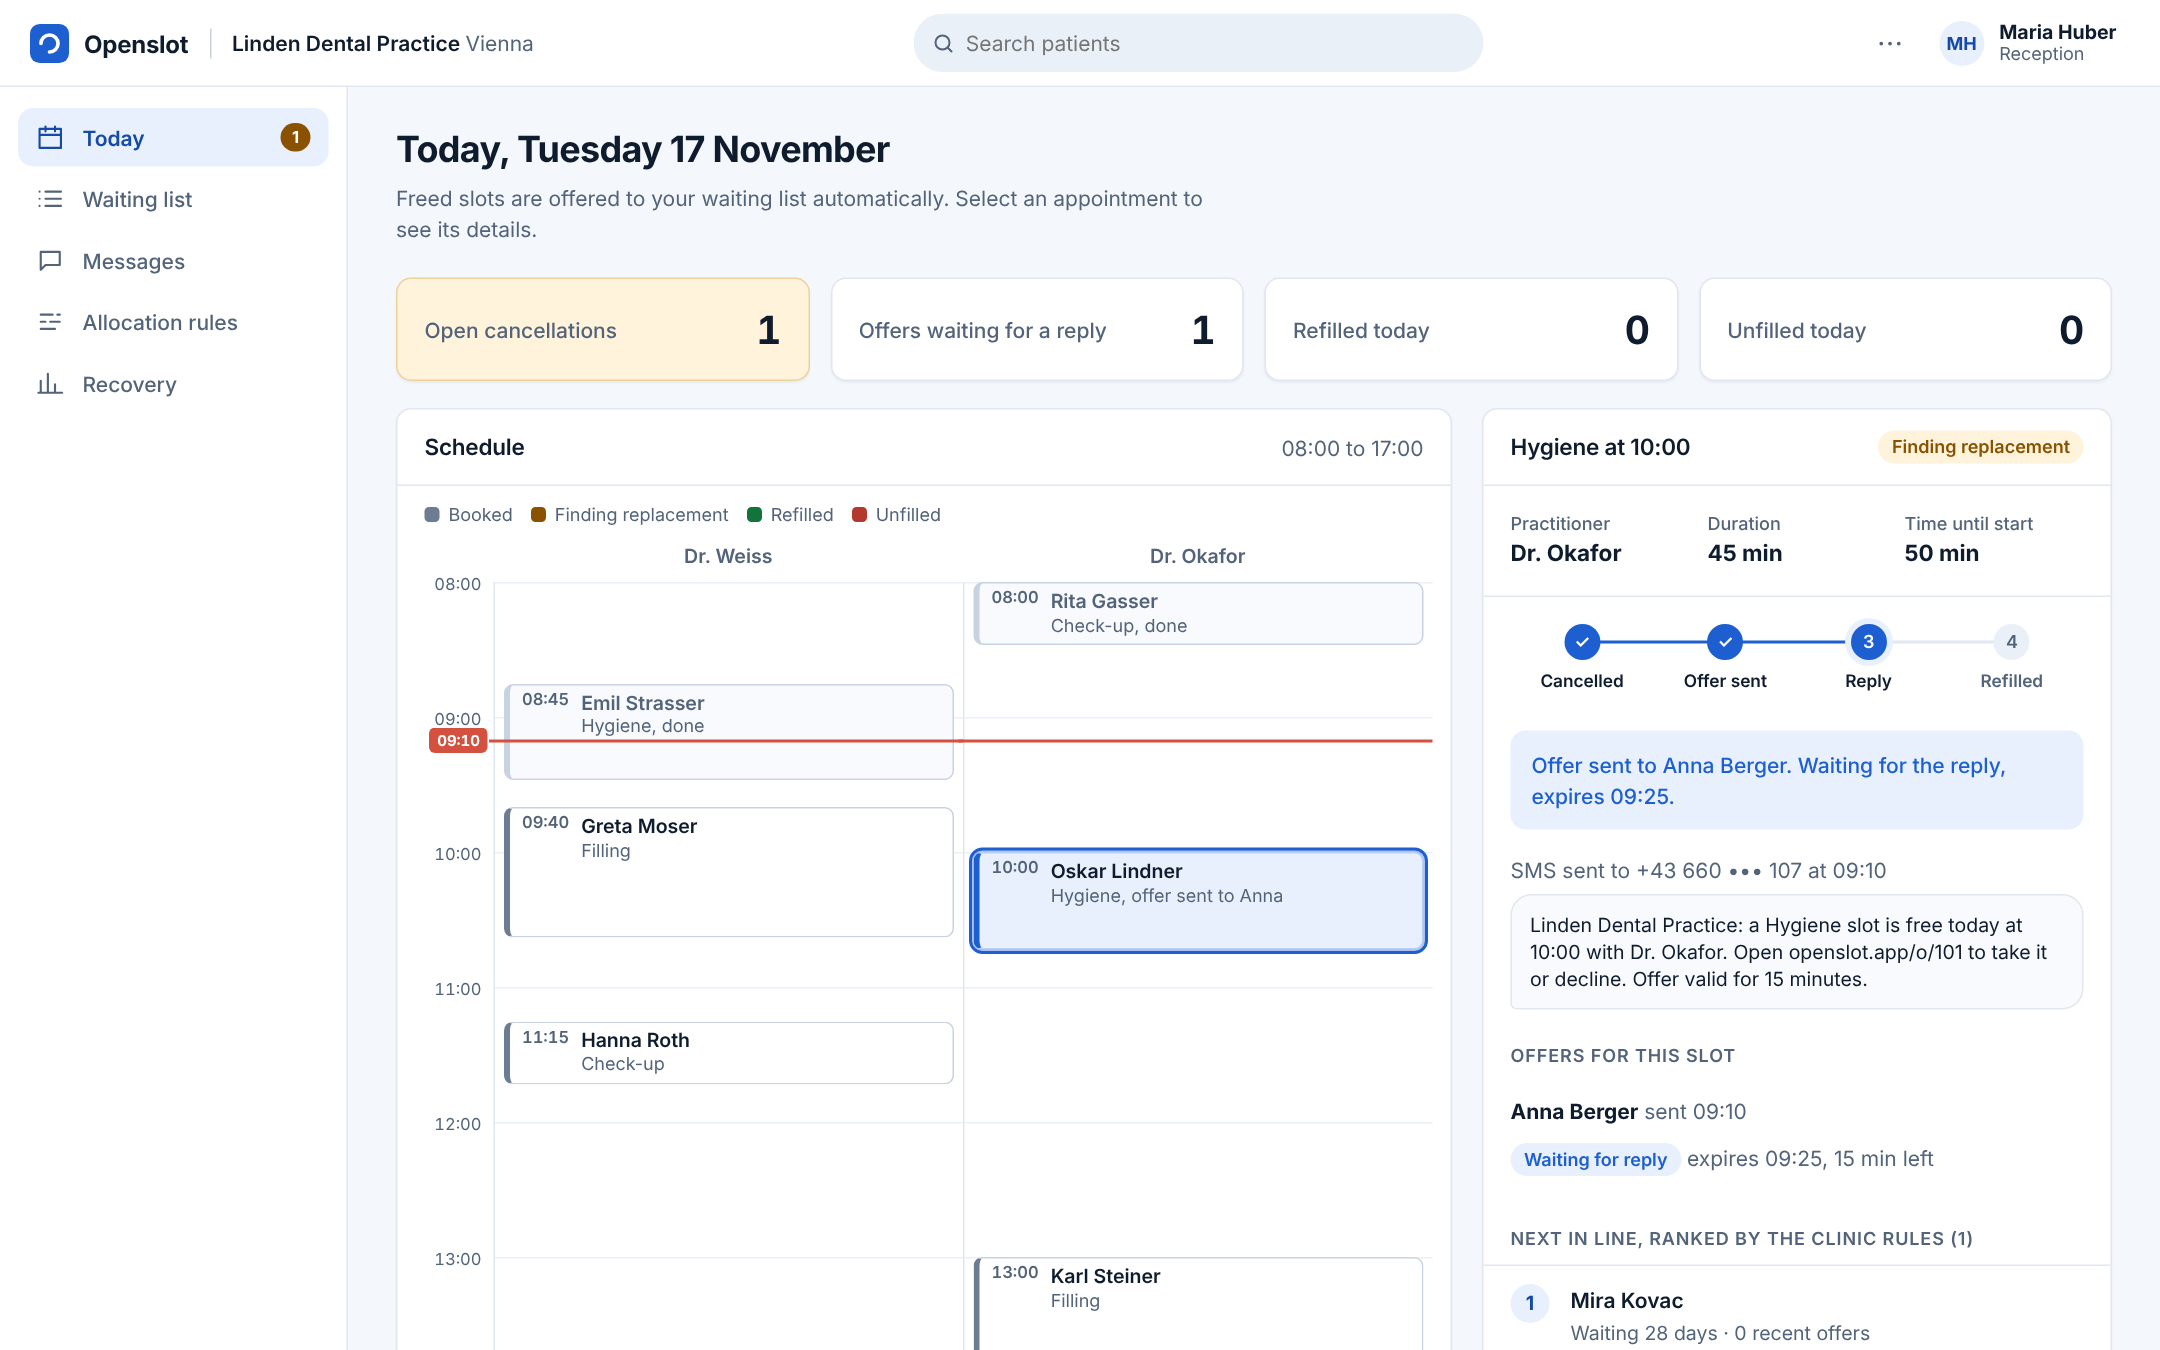 Openslot
Linden Dental Practice Vienna
Search patients
MH
Maria Huber
Reception
Today
1
Waiting list
Messages
Allocation rules
Recovery
Today, Tuesday 17 November
Freed slots are offered to your waiting list automatically. Select an appointment to
see its details.
Open cancellations
1
Offers waiting for a reply
1
Refilled today
0
Unfilled today
0
Schedule
08:00 to 17:00
Booked
Finding replacement
Refilled
Unfilled
Dr. Weiss
Dr. Okafor
08:00
08:00 Rita Gasser
Check-up, done
08:45 Emil Strasser
Hygiene, done
09:00
09:10
09:40 Greta Moser
Filling
10:00
10:00 Oskar Lindner
Hygiene, offer sent to Anna
11:00
11:15 Hanna Roth
Check-up
12:00
13:00
13:00 Karl Steiner
Filling
Hygiene at 10:00
Finding replacement
Practitioner
Dr. Okafor
Duration
45 min
Time until start
50 min
3
4
Cancelled
Offer sent
Reply
Refilled
Offer sent to Anna Berger. Waiting for the reply,
expires 09:25.
SMS sent to +43 660 ••• 107 at 09:10
Linden Dental Practice: a Hygiene slot is free today at
10:00 with Dr. Okafor. Open openslot.app/o/101 to take it
or decline. Offer valid for 15 minutes.
OFFERS FOR THIS SLOT
Anna Berger sent 09:10
Waiting for reply expires 09:25, 15 min left
NEXT IN LINE, RANKED BY THE CLINIC RULES (1)
1
Mira Kovac
Waiting 28 days · 0 recent offers